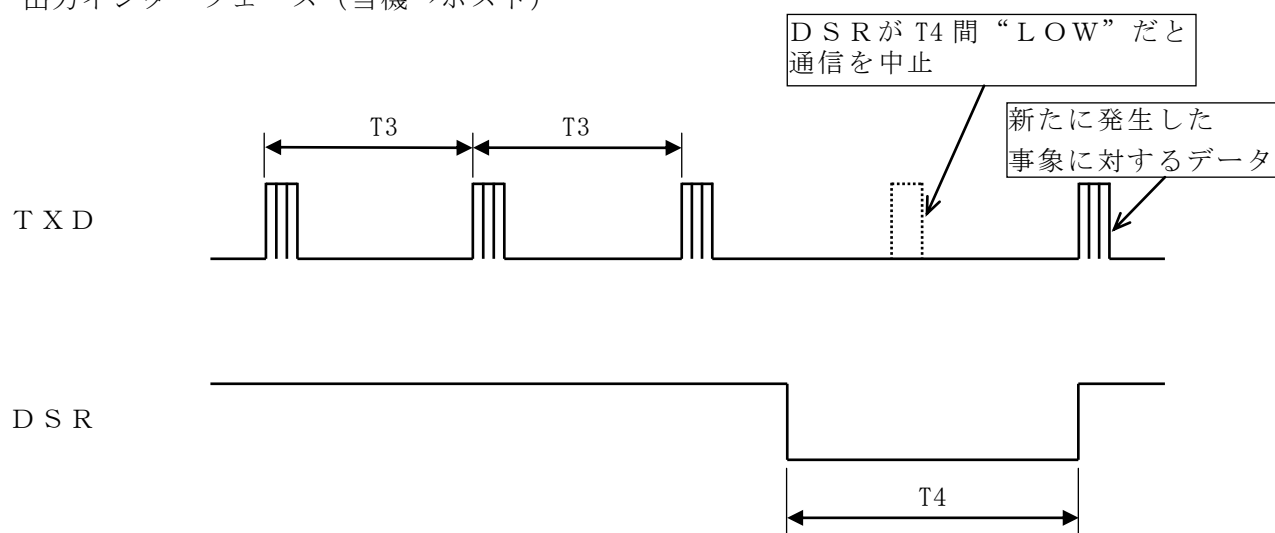 出力インターフェース（当機→ホスト）
ＤＳＲが T4 間 “ＬＯＷ” だと
通信を中止
新たに発生した
事象に対するデータ
T3
T3
ＴＸＤ
ＤＳＲ
T4